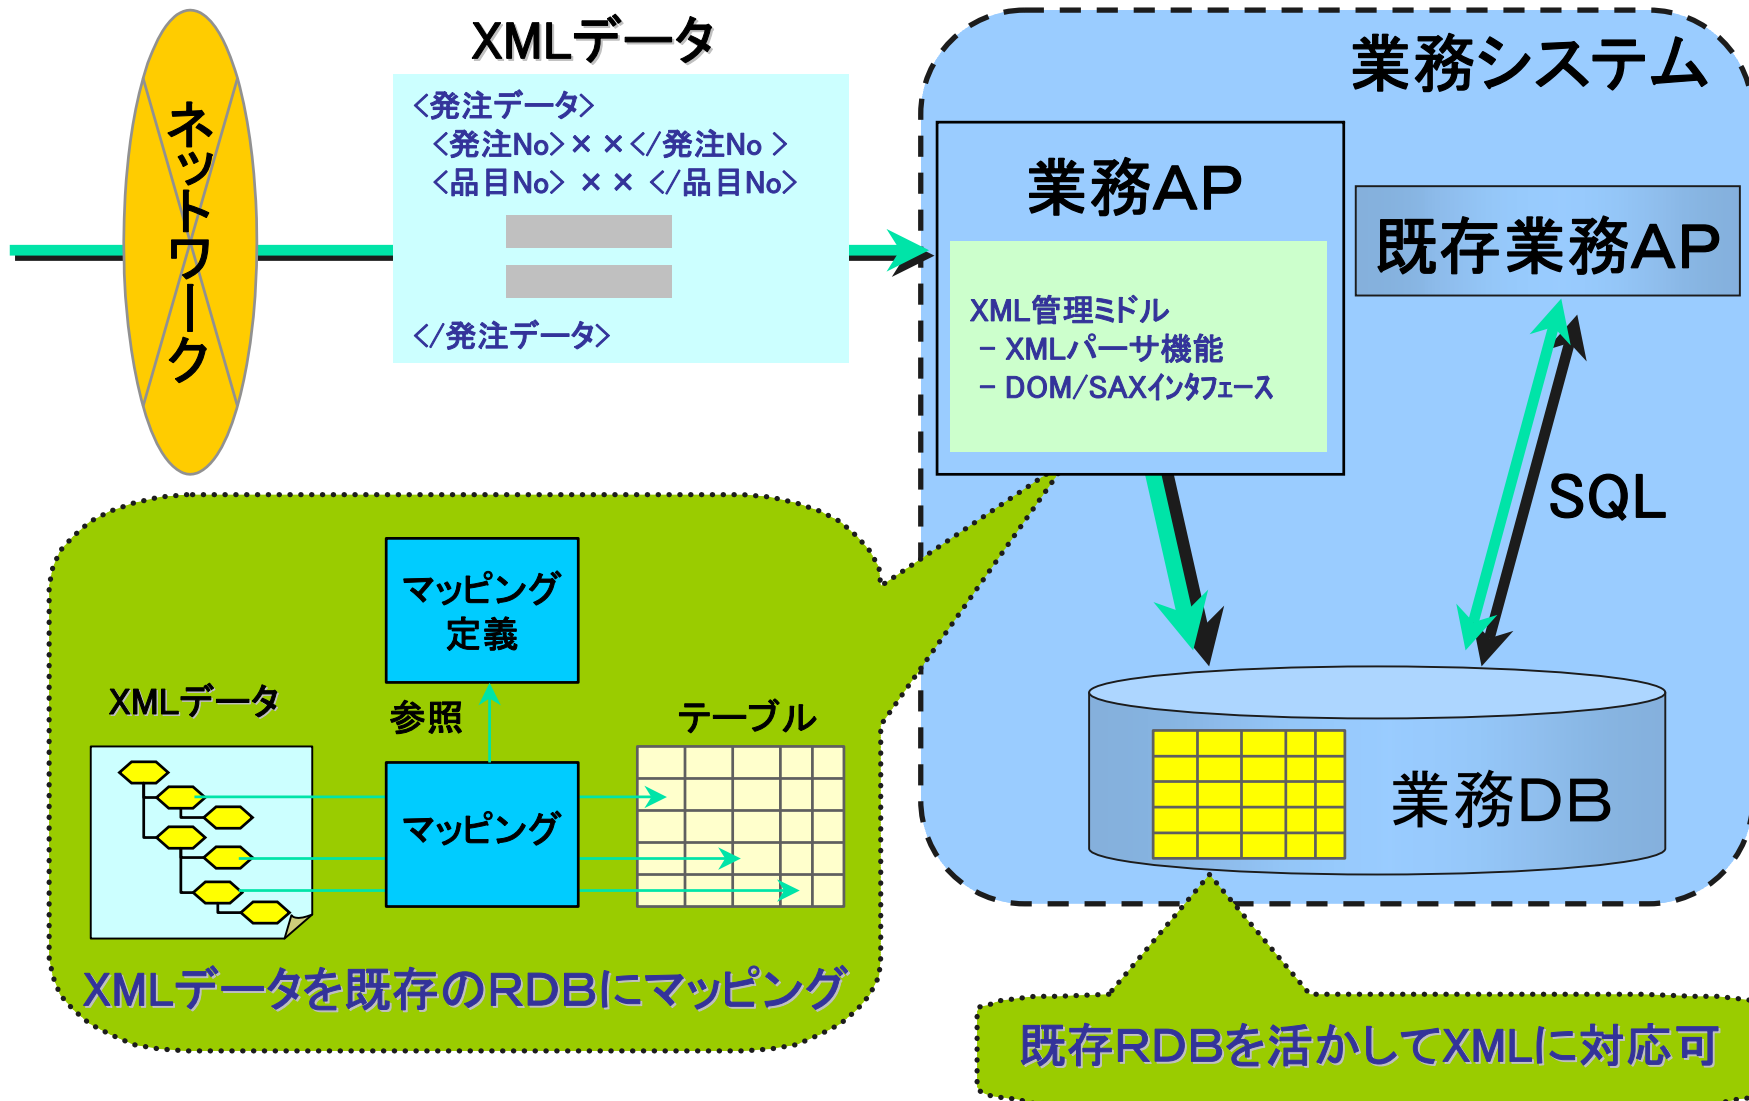 XMLデータ
業務システム
ネットワーク
<発注データ>
<発注No>××</発注No >
<品目No> ×× </品目No>
</発注データ>
業務AP
既存業務AP
XML管理ミドル
- XMLパーサ機能
- DOM/SAXインタフェース
SQL
マッピング
定義
XMLデータ
参照
テーブル
マッピング
業務DB
XMLデータを既存のRDBにマッピング
既存RDBを活かしてXMLに対応可